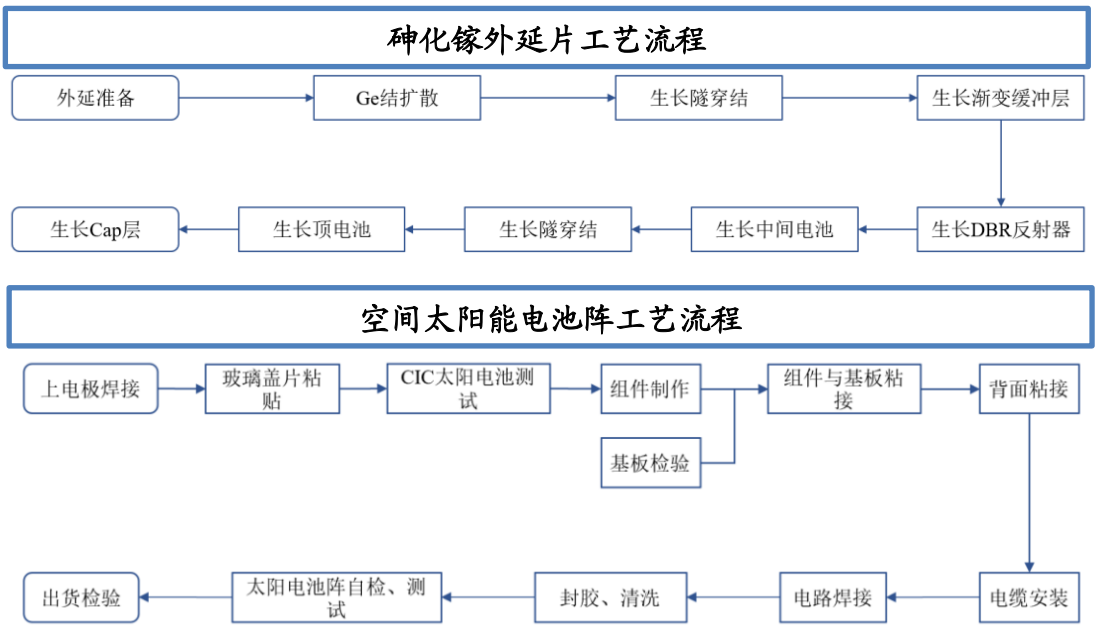 砷化镓外延片工艺流程
外延准备
Ge结扩散
生长隧穿结
生长渐变缓冲层
生长Cap层
生长顶电池
生长隧穿结
生长中间电池
生长DBR反射器
空间太阳能电池阵工艺流程
上电极焊接
玻璃盖片粘
贴
CIC太阳电池测
试
组件制作
组件与基板粘
接
背面粘接
基板检验
出货检验
太阳电池阵自检、测
试
封胶、清洗
电路焊接
电缆安装